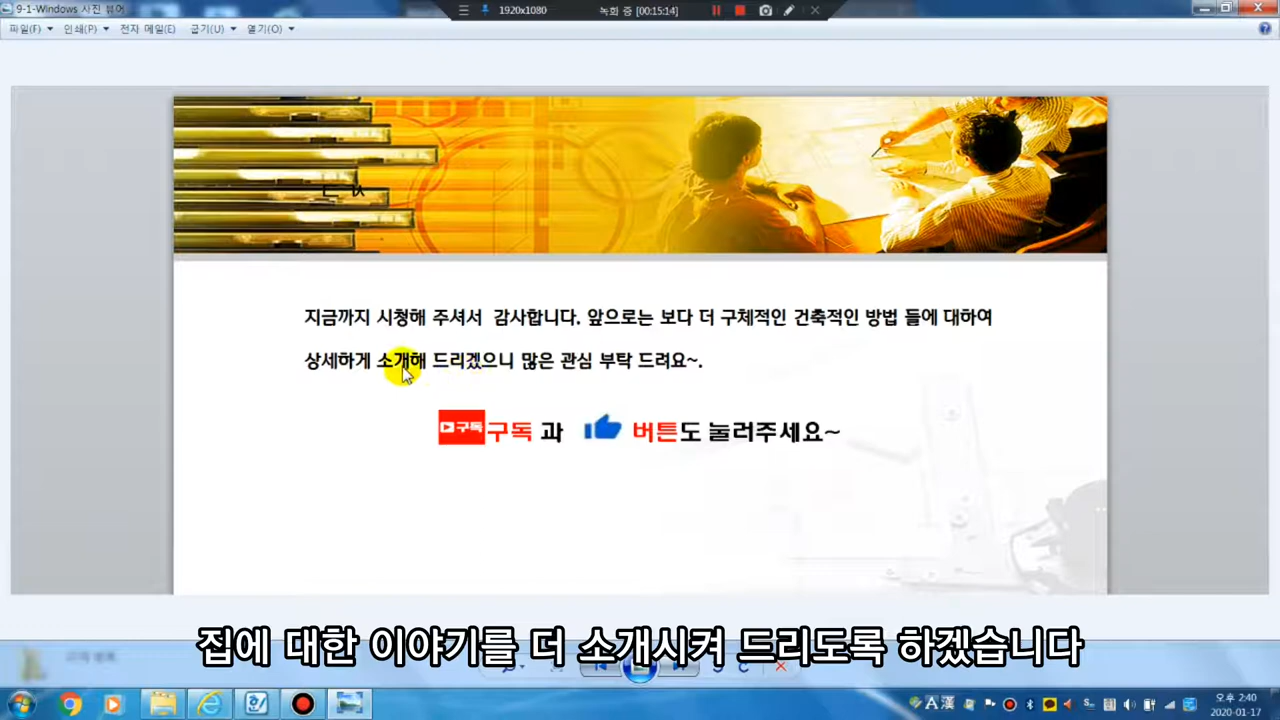 9-1-Windows 사진 뷰어
1920x1080
녹회 중 [00:15:14]
파일(F)
인쇄(P)
전자 메일(E)
굽기(U)
열기(O)
지금까지 시청해 주셔서 감사합니다. 앞으로는 보다 더 구체적인 건축적인 방법 들에 대하여
상세하게 소개해 드리겠으니 많은 관심 부탁 드려요~.
구독 구독 과 버튼도 눌러주세요~
집에 대한 이야기를 더 소개시켜 드리도록 하겠습니다
A 漢
오후 2:40
2020-01-17